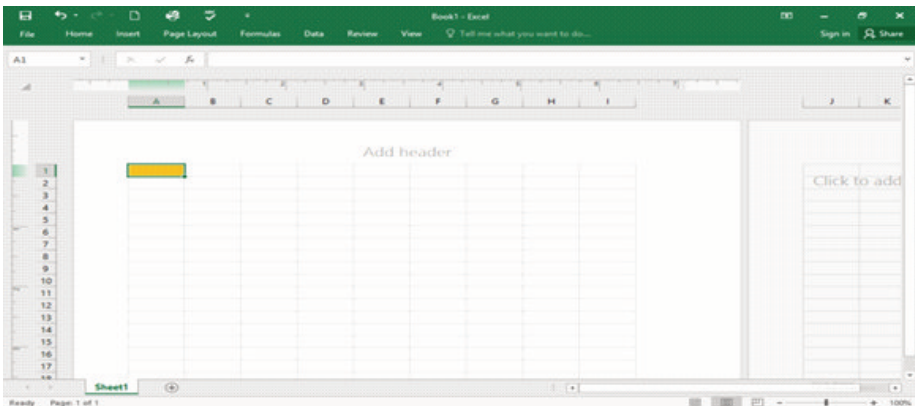 Book1 - Excel
File Home Insert Page Layout Formulas Data Review View Tell me what you want to do... Sign in Share
A1 fx
A B C D E F G H I J K
Add header
1
2 Click to add
3
4
5
6
7
8
9
10
11
12
13
14
15
16
17
18
Sheet1
Ready Page: 1 of 1 100%